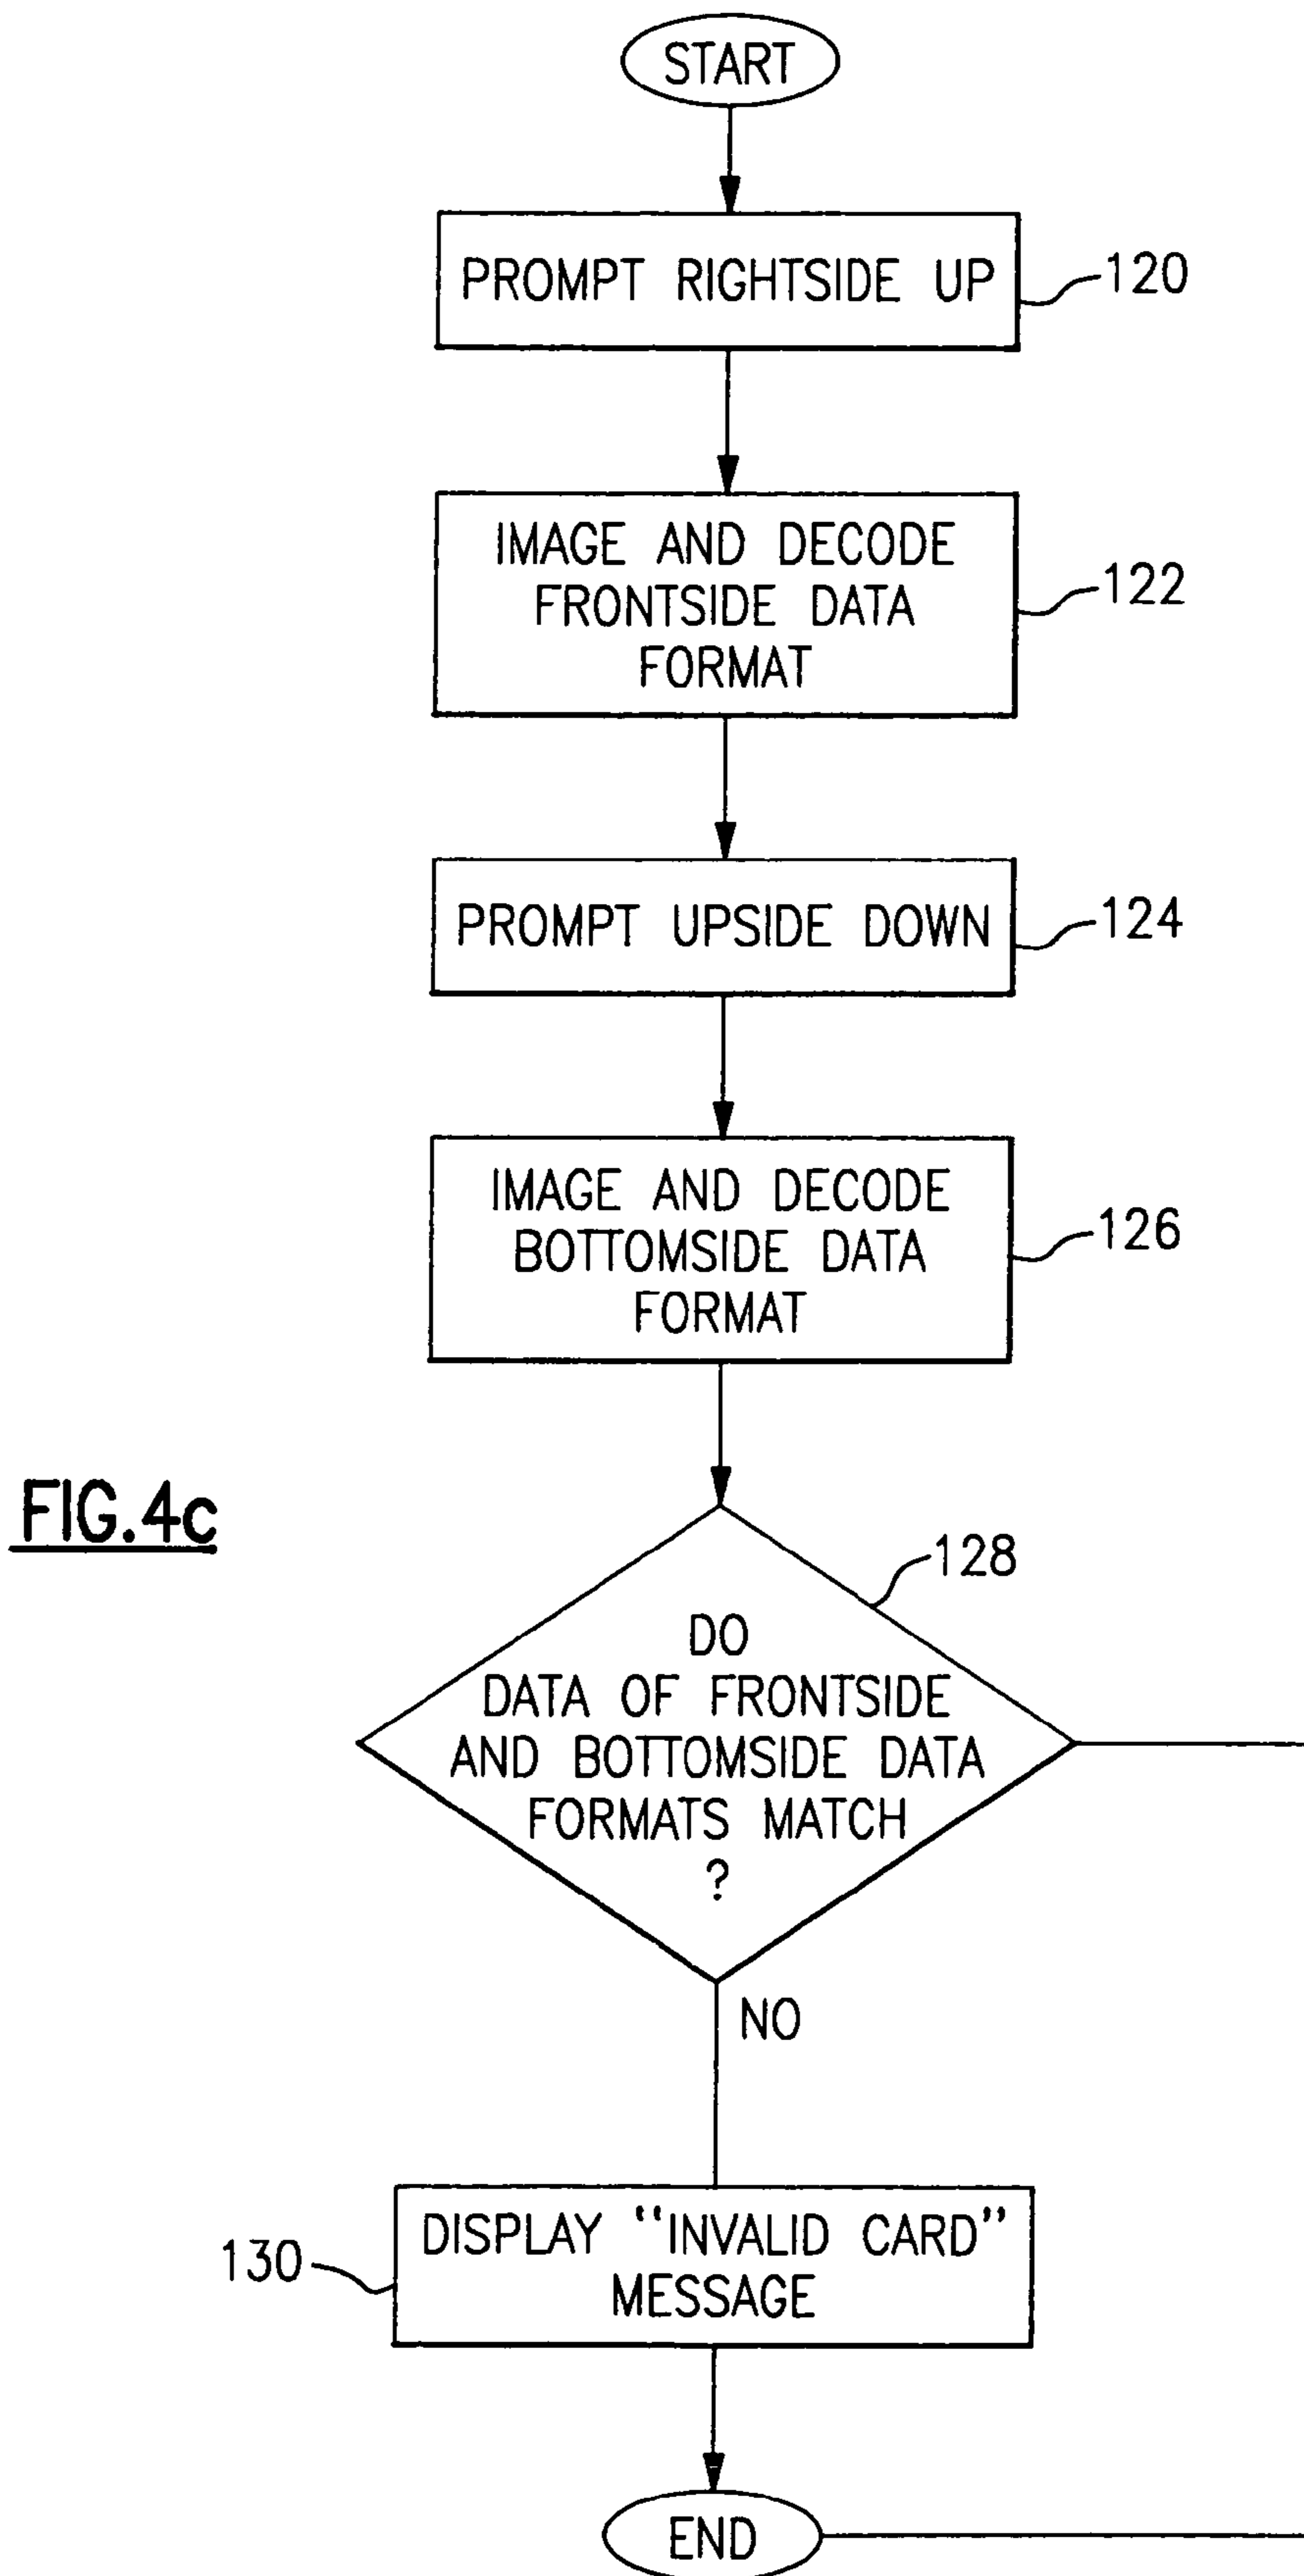 START
PROMPT RIGHTSIDE UP
120
IMAGE AND DECODE
FRONTSIDE DATA
FORMAT
122
PROMPT UPSIDE DOWN
124
IMAGE AND DECODE
BOTTOMSIDE DATA
FORMAT
126
FIG.4c
128
DO
DATA OF FRONTSIDE
AND BOTTOMSIDE DATA
FORMATS MATCH
?
NO
130
DISPLAY "INVALID CARD"
MESSAGE
END